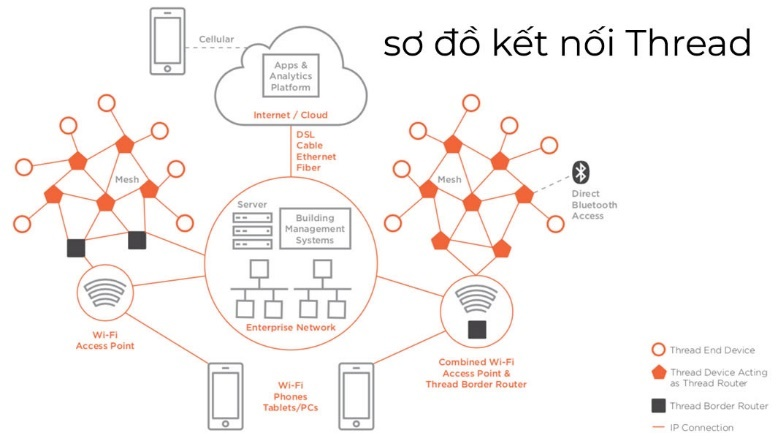 sơ đồ kết nối Thread
Cellular
Apps &
Analytics
Platform
Internet / Cloud
DSL
Cable
Ethernet
Fiber
Mesh
Mesh
Direct
Bluetooth
Access
Server
Building
Management
Systems
Enterprise Network
Wi-Fi
Access Point
Combined Wi-Fi
Access Point &
Thread Border Router
Wi-Fi
Phones
Tablets/PCs
Thread End Device
Thread Device Acting
as Thread Router
Thread Border Router
IP Connection